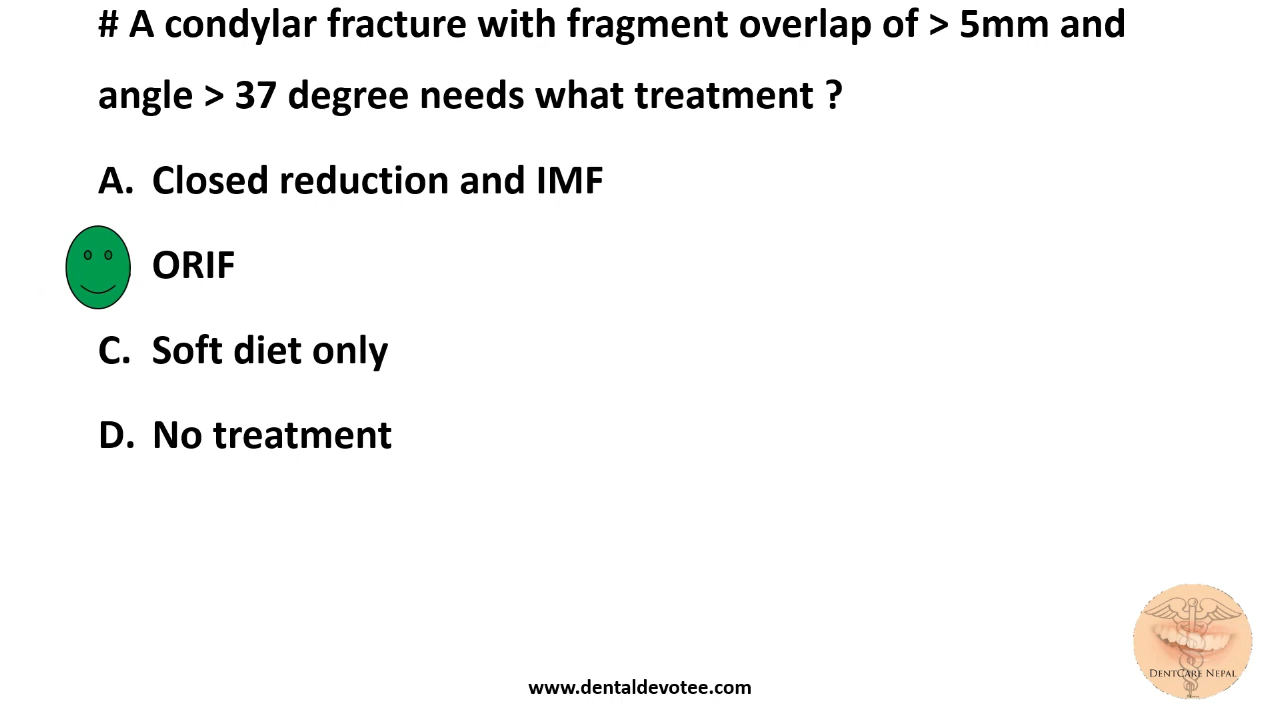 # A condylar fracture with fragment overlap of > 5mm and
angle > 37 degree needs what treatment ?
A. Closed reduction and IMF
ORIF
C. Soft diet only
D. No treatment
DENTCARE NEPAL
www.dentaldevotee.com